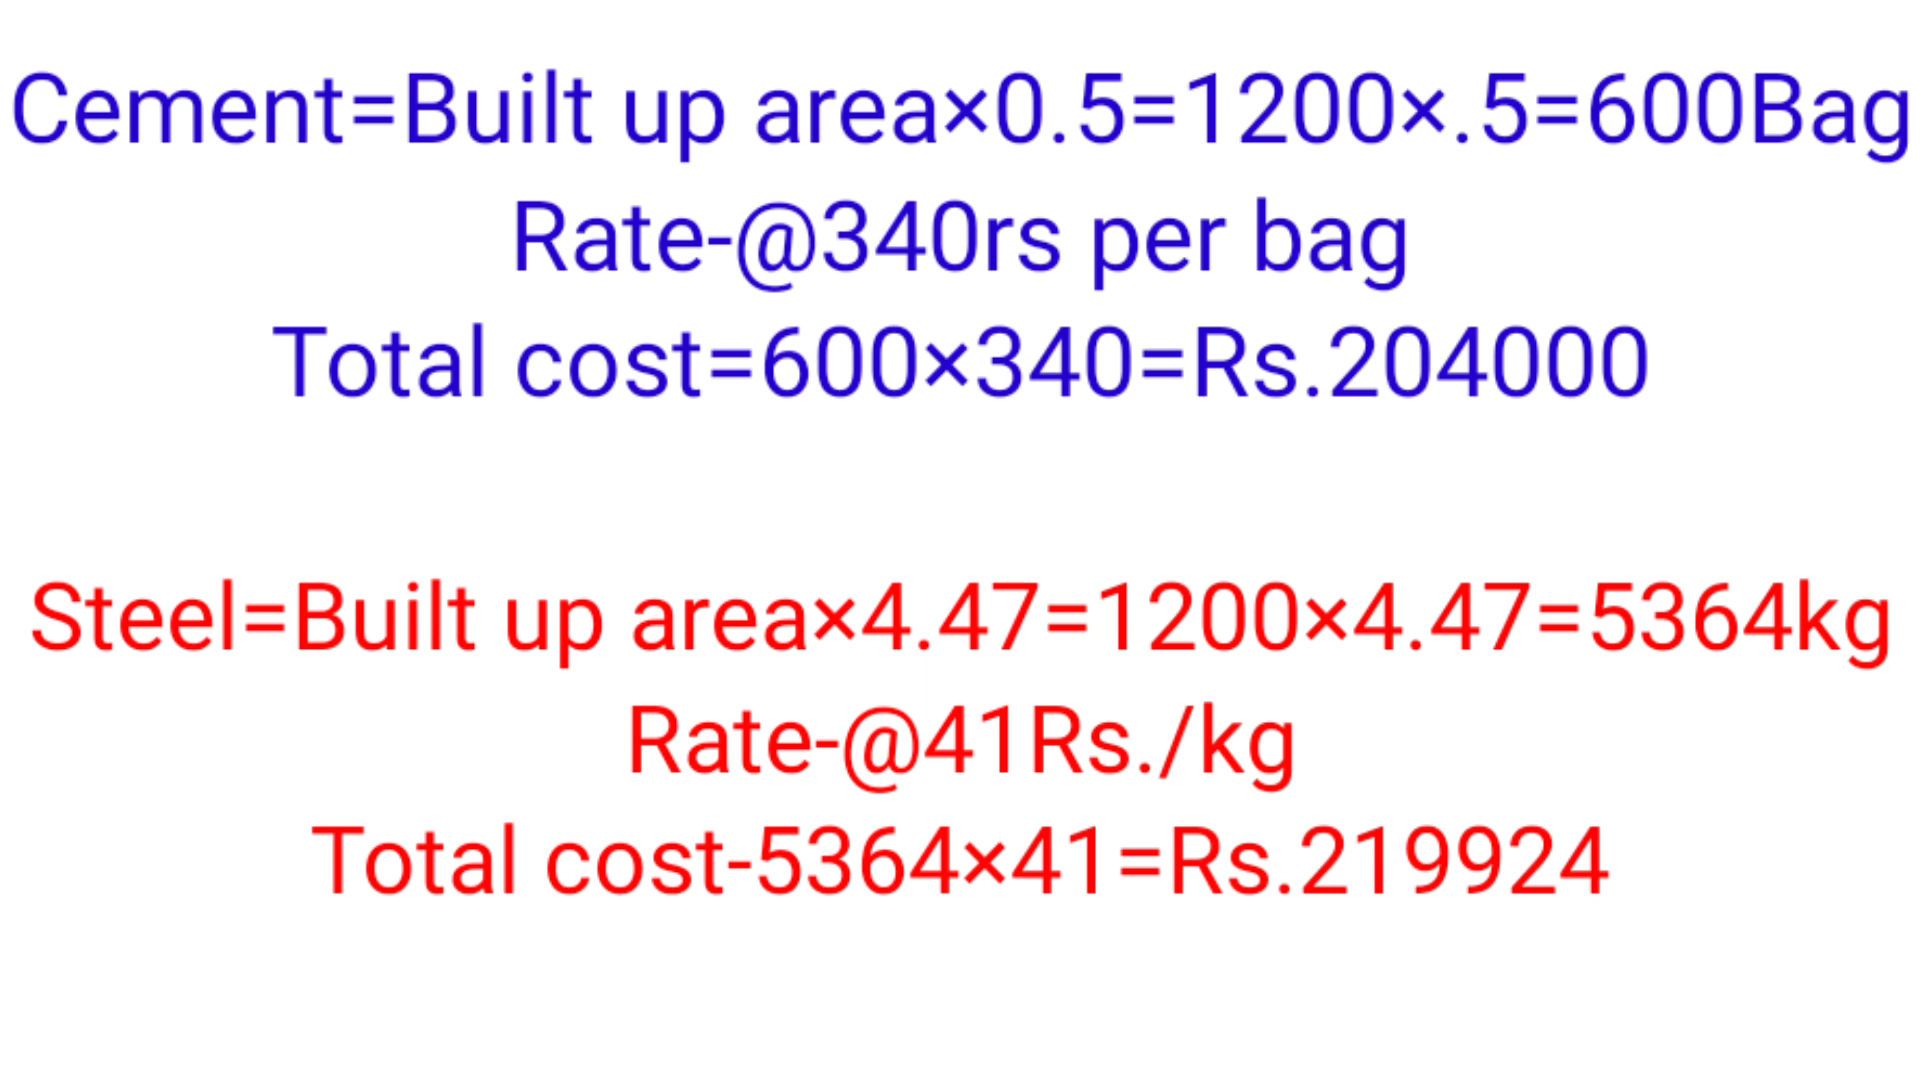 Cement=Built up area×0.5=1200×.5=600Bag
Rate-@340rs per bag
Total cost=600×340=Rs.204000
Steel=Built up area×4.47=1200×4.47=5364kg
Rate-@41Rs./kg
Total cost-5364×41=Rs.219924